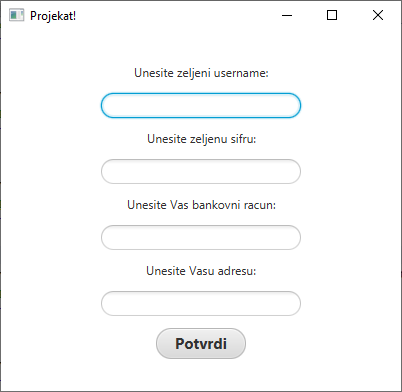 Projekat!
Unesite zeljeni username:
Unesite zeljenu sifru:
Unesite Vas bankovni racun:
Unesite Vasu adresu:
Potvrdi